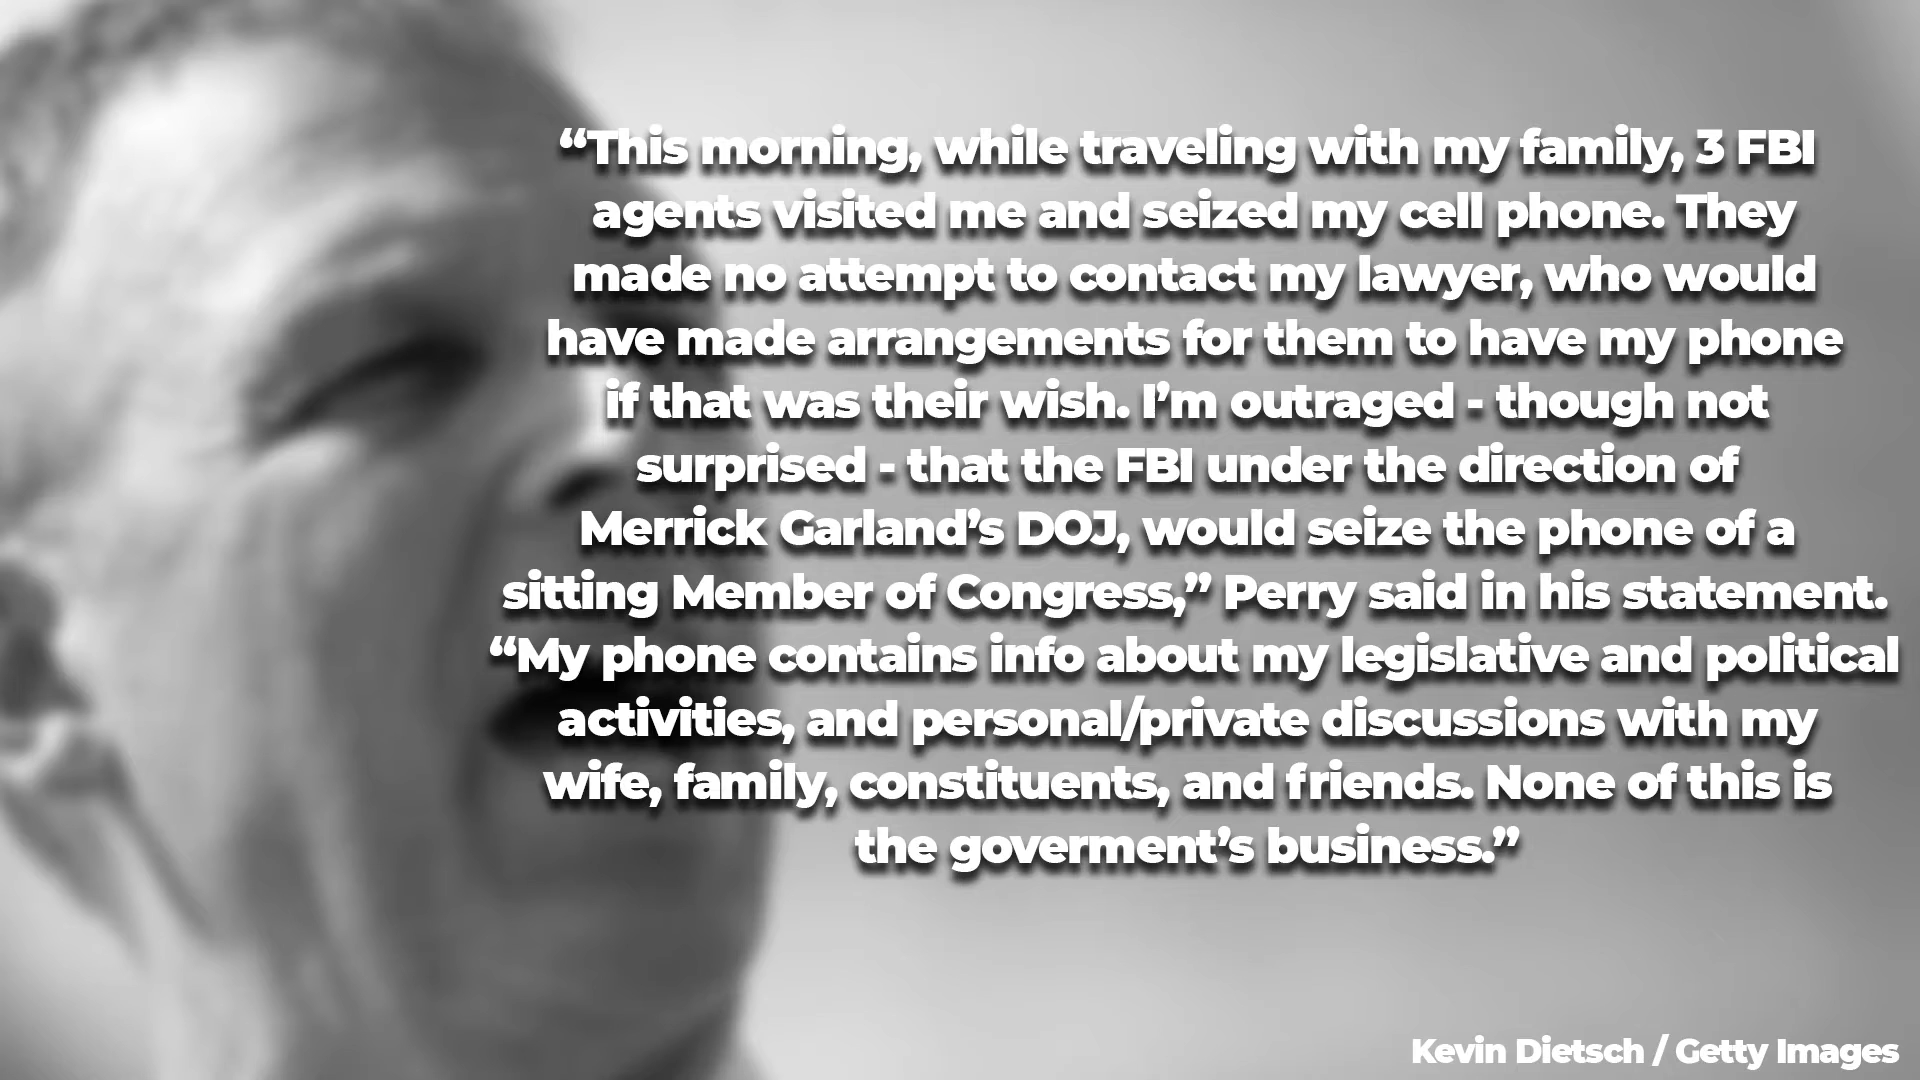 “This morning, while traveling with my family, 3 FBI
agents visited me and seized my cell phone. They
made no attempt to contact my lawyer, who would
have made arrangements for them to have my phone
if that was their wish. I’m outraged - though not
surprised - that the FBI under the direction of
Merrick Garland’s DOJ, would seize the phone of a
sitting Member of Congress,” Perry said in his statement.
“My phone contains info about my legislative and political
activities, and personal/private discussions with my
wife, family, constituents, and friends. None of this is
the goverment’s business.”
Kevin Dietsch / Getty Images